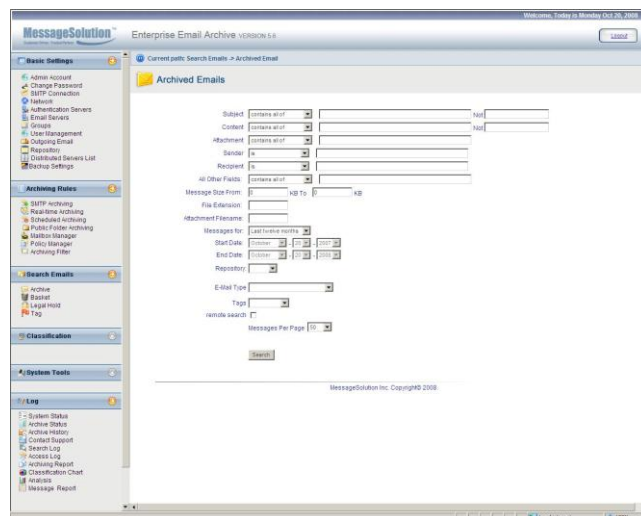 Welcome, Today is Monday Oct 20, 2008
MessageSolution™
Enterprise Email Archive VERSION 5.6
Logout
Basic Settings
Admin Account
Change Password
SMTP Connection
Network
Authentication Servers
Email Servers
Groups
User Management
Outgoing Email
Repository
Distributed Servers List
Backup Settings
Archiving Rules
SMTP Archiving
Real-time Archiving
Scheduled Archiving
Public Folder Archiving
Mailbox Manager
Policy Manager
Archiving Filter
Search Emails
Archive
Basket
Legal Hold
Tag
Classification
System Tools
Log
System Status
Archive Status
Archive History
Contact Support
Search Log
Access Log
Archiving Report
Classification Chart
Analysis
Message Report
Current path: Search Emails -> Archived Email
Archived Emails
Subject: contains all of Not
Content: contains all of Not
Attachment: contains all of
Sender: is
Recipient: is
All Other Fields: contains all of
Message Size From: 0 KB To 0 KB
File Extension:
Attachment Filename:
Messages for: Last twelve months
Start Date: October - 20 - 2007
End Date: October - 20 - 2008
Repository:
E-Mail Type
Tags
remote search
Messages Per Page 50
Search
MessageSolution Inc. Copyright© 2008